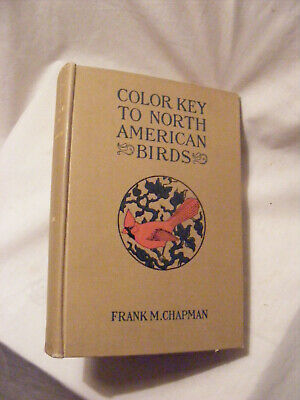 COLOR KEY
TO NORTH
AMERICAN
BIRDS
FRANK M. CHAPMAN